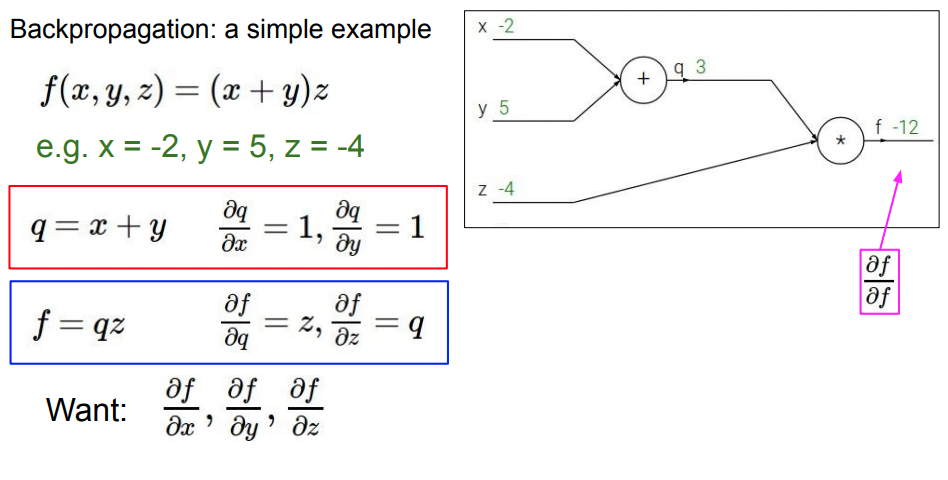 Backpropagation: a simple example
f(x, y, z) = (x + y)z
e.g. x = -2, y = 5, z = -4
q = x + y ∂q/∂x = 1, ∂q/∂y = 1
f = qz ∂f/∂q = z, ∂f/∂z = q
Want: ∂f/∂x, ∂f/∂y, ∂f/∂z
x -2
y 5
z -4
+
q 3
*
f -12
∂f/∂f